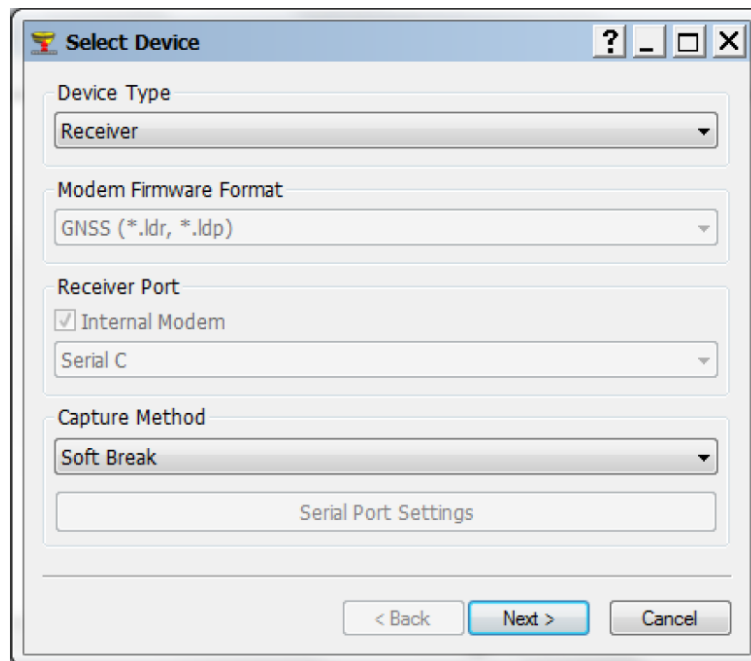 Select Device
Device Type
Receiver
Modem Firmware Format
GNSS (*.ldr, *.ldp)
Receiver Port
Internal Modem
Serial C
Capture Method
Soft Break
Serial Port Settings
< Back Next > Cancel